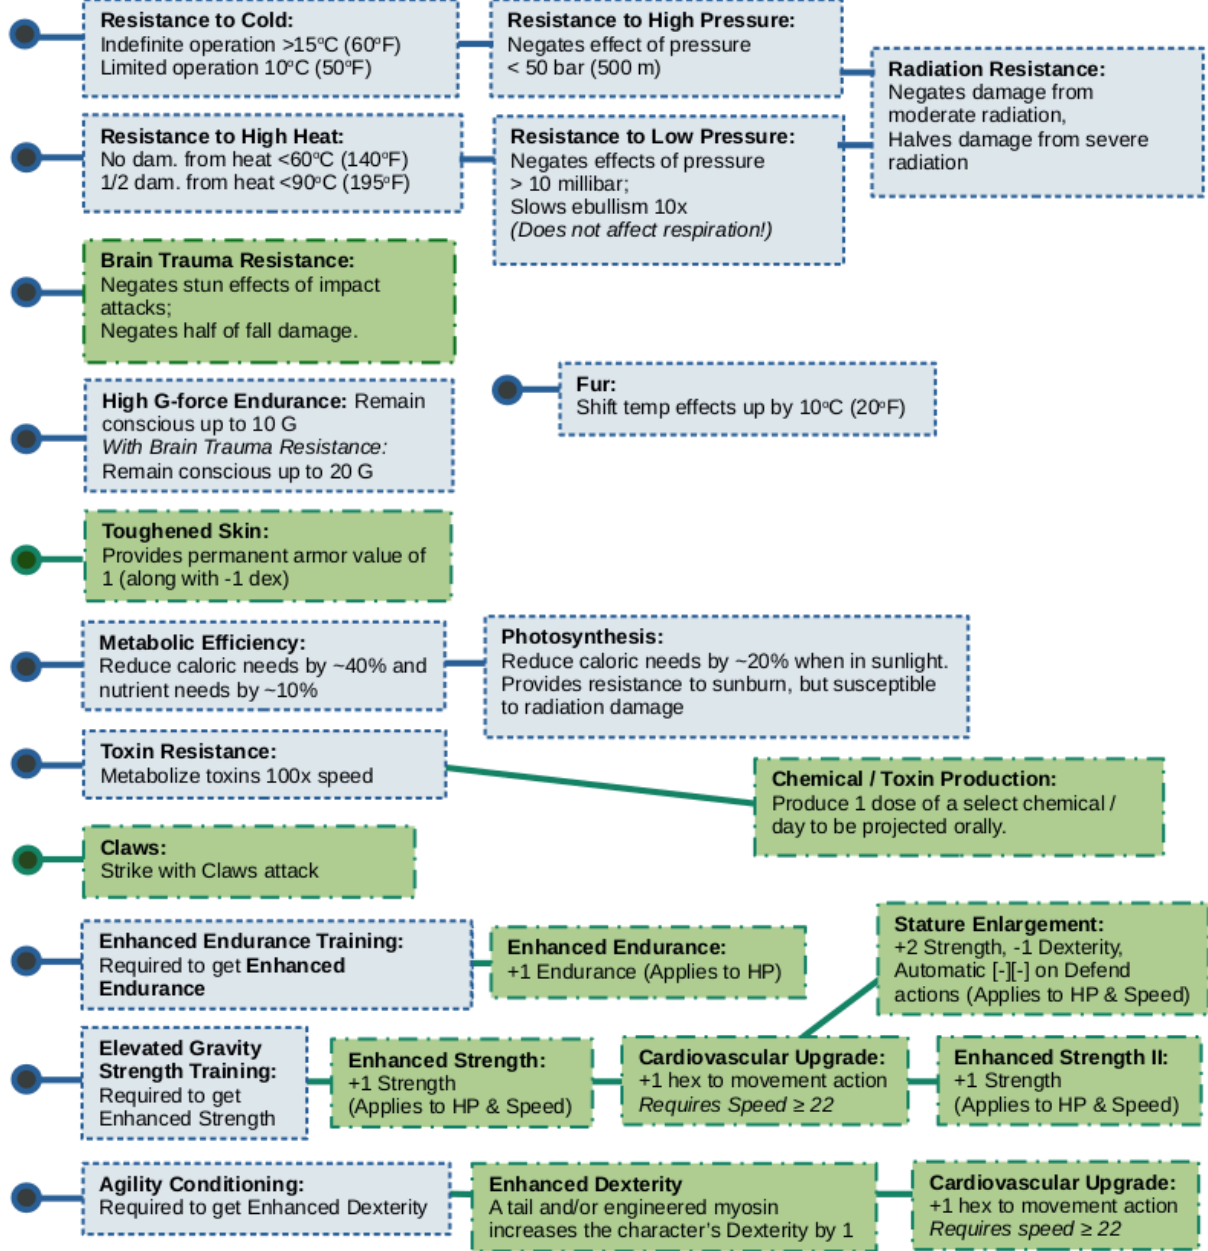 Resistance to Cold:
Indefinite operation >15ºC (60ºF)
Limited operation 10ºC (50ºF)
Resistance to High Pressure:
Negates effect of pressure
< 50 bar (500 m)
Radiation Resistance:
Negates damage from
moderate radiation,
Halves damage from severe
radiation
Resistance to High Heat:
No dam. from heat <60ºC (140ºF)
1/2 dam. from heat <90ºC (195ºF)
Resistance to Low Pressure:
Negates effects of pressure
> 10 millibar;
Slows ebullism 10x
(Does not affect respiration!)
Brain Trauma Resistance:
Negates stun effects of impact
attacks;
Negates half of fall damage.
High G-force Endurance: Remain
conscious up to 10 G
With Brain Trauma Resistance:
Remain conscious up to 20 G
Fur:
Shift temp effects up by 10ºC (20ºF)
Toughened Skin:
Provides permanent armor value of
1 (along with -1 dex)
Metabolic Efficiency:
Reduce caloric needs by ~40% and
nutrient needs by ~10%
Photosynthesis:
Reduce caloric needs by ~20% when in sunlight.
Provides resistance to sunburn, but susceptible
to radiation damage
Toxin Resistance:
Metabolize toxins 100x speed
Chemical / Toxin Production:
Produce 1 dose of a select chemical /
day to be projected orally.
Claws:
Strike with Claws attack
Enhanced Endurance Training:
Required to get Enhanced
Endurance
Enhanced Endurance:
+1 Endurance (Applies to HP)
Stature Enlargement:
+2 Strength, -1 Dexterity,
Automatic [-][-] on Defend
actions (Applies to HP & Speed)
Elevated Gravity
Strength Training:
Required to get
Enhanced Strength
Enhanced Strength:
+1 Strength
(Applies to HP & Speed)
Cardiovascular Upgrade:
+1 hex to movement action
Requires Speed ≥ 22
Enhanced Strength II:
+1 Strength
(Applies to HP & Speed)
Agility Conditioning:
Required to get Enhanced Dexterity
Enhanced Dexterity
A tail and/or engineered myosin
increases the character's Dexterity by 1
Cardiovascular Upgrade:
+1 hex to movement action
Requires speed ≥ 22